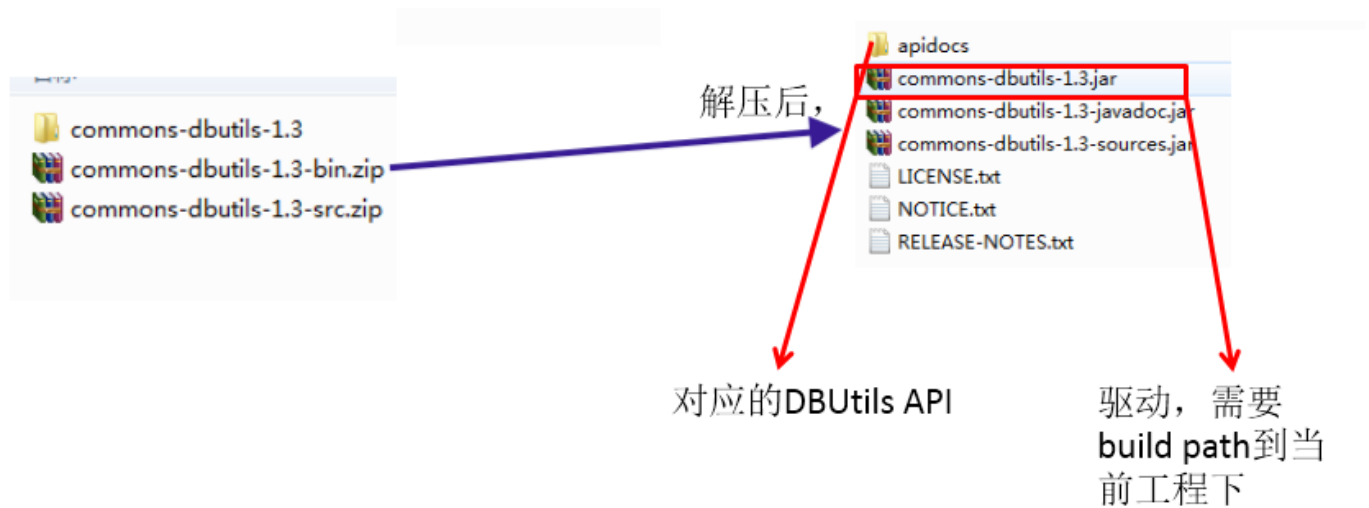 commons-dbutils-1.3
commons-dbutils-1.3-bin.zip
commons-dbutils-1.3-src.zip
解压后，
apidocs
commons-dbutils-1.3.jar
commons-dbutils-1.3-javadoc.jar
commons-dbutils-1.3-sources.jar
LICENSE.txt
NOTICE.txt
RELEASE-NOTES.txt
对应的DBUtils API
驱动，需要
build path到当
前工程下